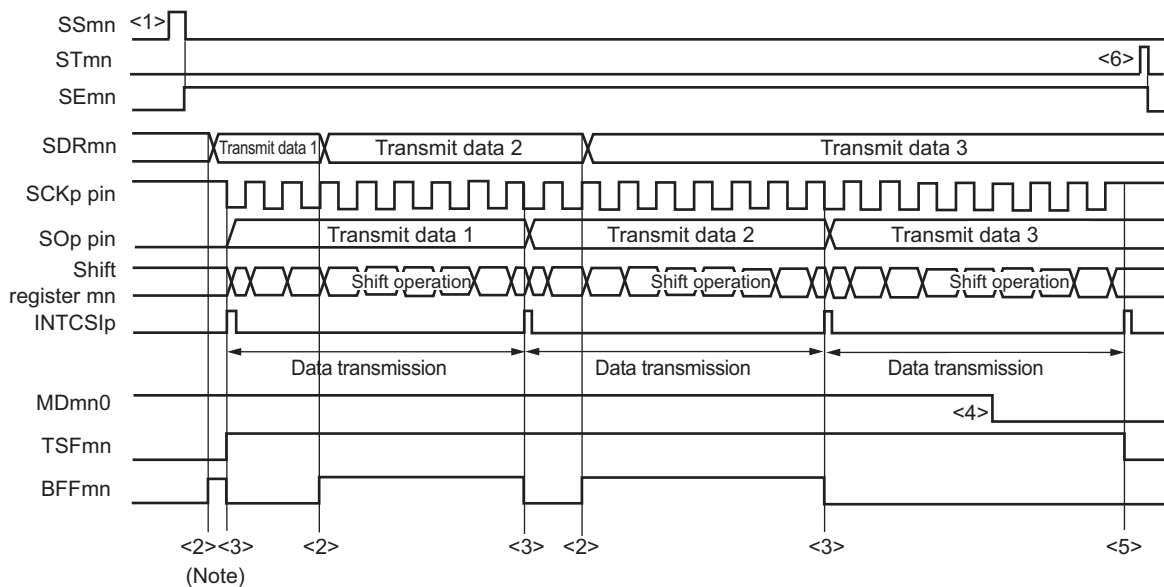 SSmn <1>
STmn <6>
SEmn
SDRmn Transmit data 1 Transmit data 2 Transmit data 3
SCKp pin
SOp pin Transmit data 1 Transmit data 2 Transmit data 3
Shift
register mn Shift operation Shift operation Shift operation
INTCSIp
Data transmission Data transmission Data transmission
MDmn0 <4>
TSFmn
BFFmn
<2> <3> <2> <3> <2> <3> <5>
(Note)